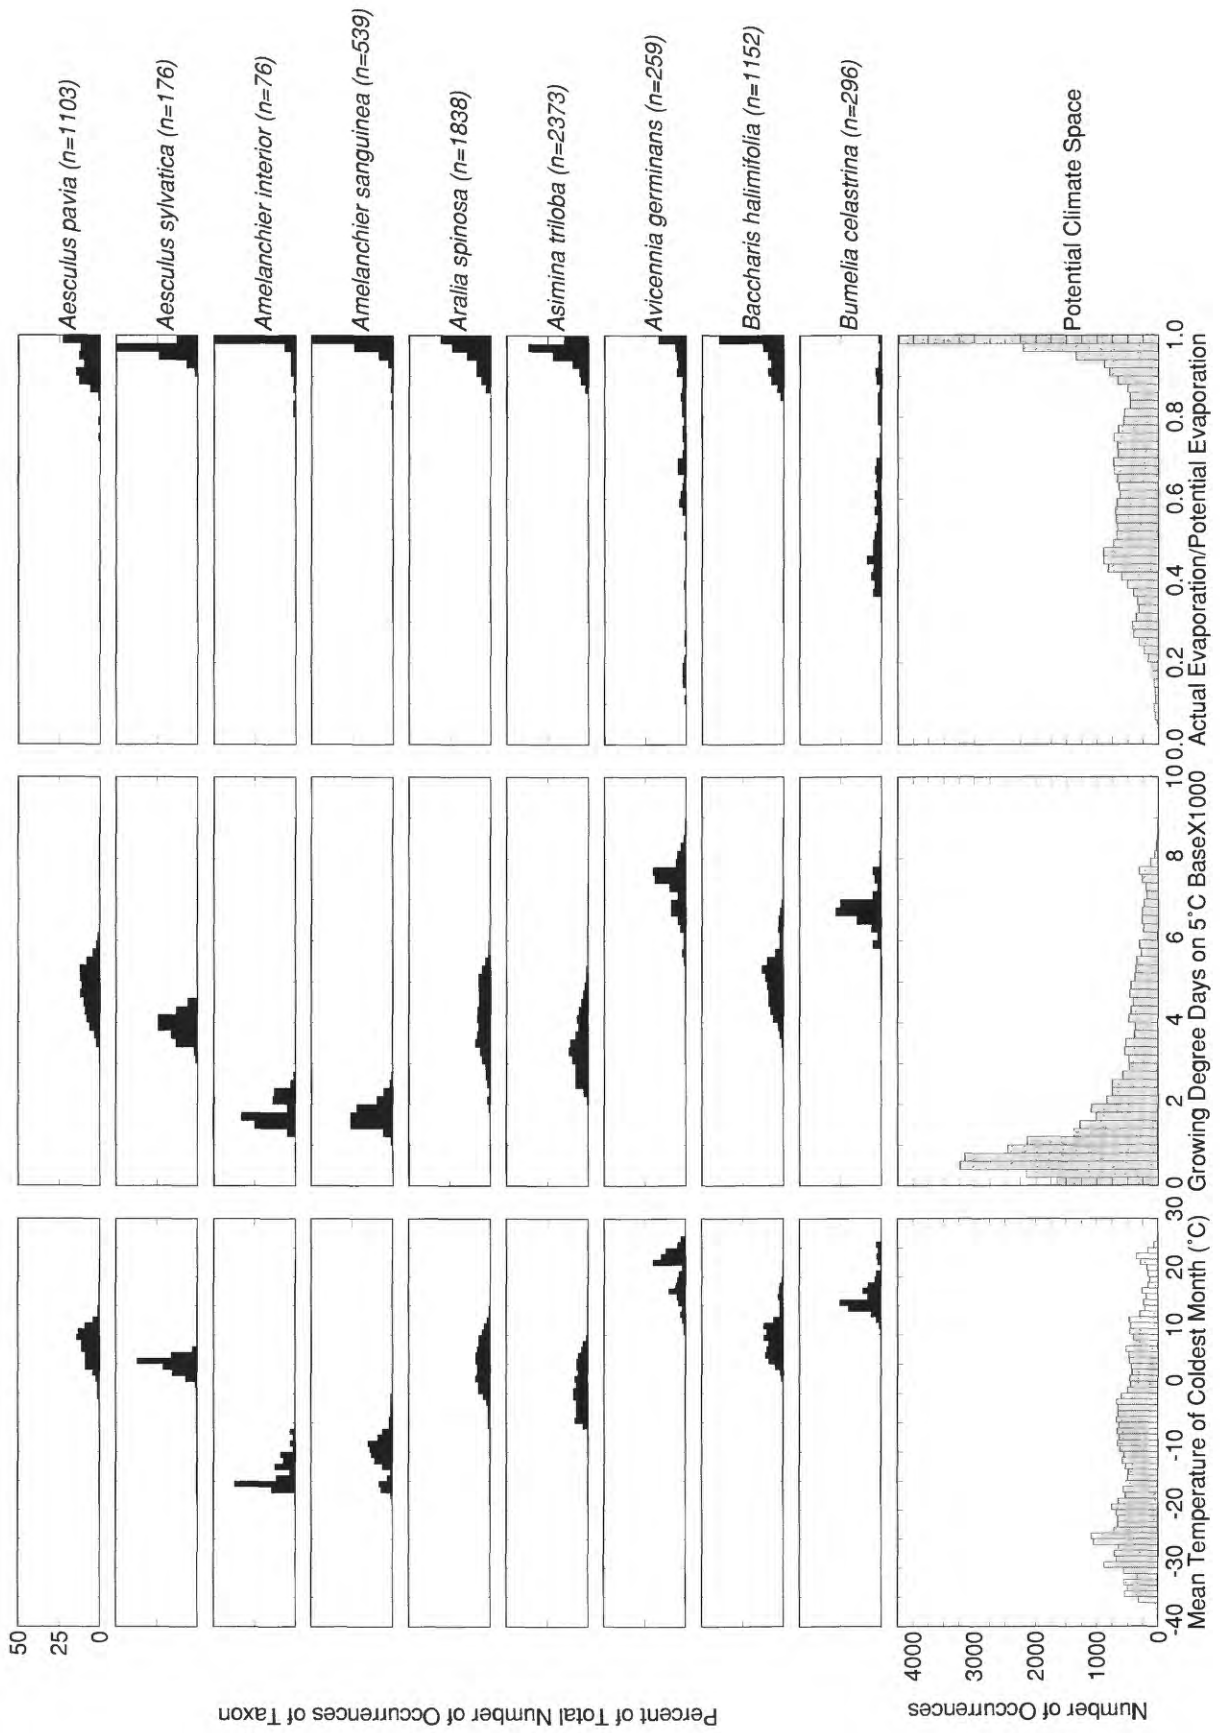 Percent of Total Number of Occurrences of Taxon
Number of Occurrences
50
25
0
Aesculus pavia (n=1103)
Aesculus sylvatica (n=176)
Amelanchier interior (n=76)
Amelanchier sanguinea (n=539)
Aralia spinosa (n=1838)
Asimina triloba (n=2373)
Avicennia germinans (n=259)
Baccharis halimifolia (n=1152)
Bumelia celastrina (n=296)
Potential Climate Space
4000
3000
2000
1000
0
-40 -30 -20 -10 0 10 20 30
Mean Temperature of Coldest Month (°C)
0 2 4 6 8 10
Growing Degree Days on 5°C BaseX1000
0.0 0.2 0.4 0.6 0.8 1.0
Actual Evaporation/Potential Evaporation